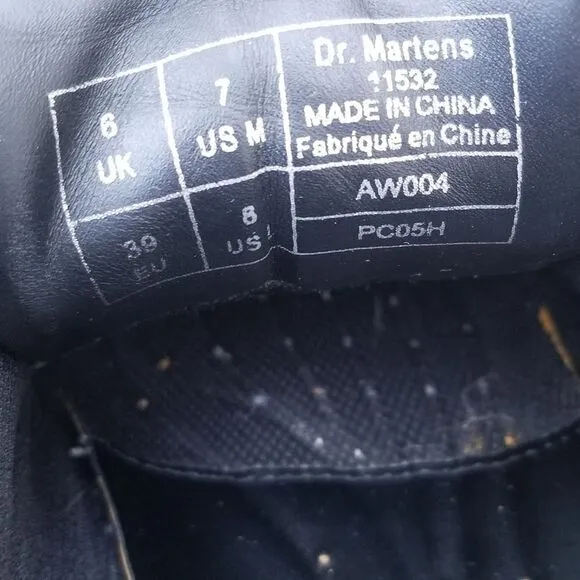 6
UK
7
US M
Dr. Martens
11532
MADE IN CHINA
Fabriqué en Chine
39
EU
8
US L
AW004
PC05H